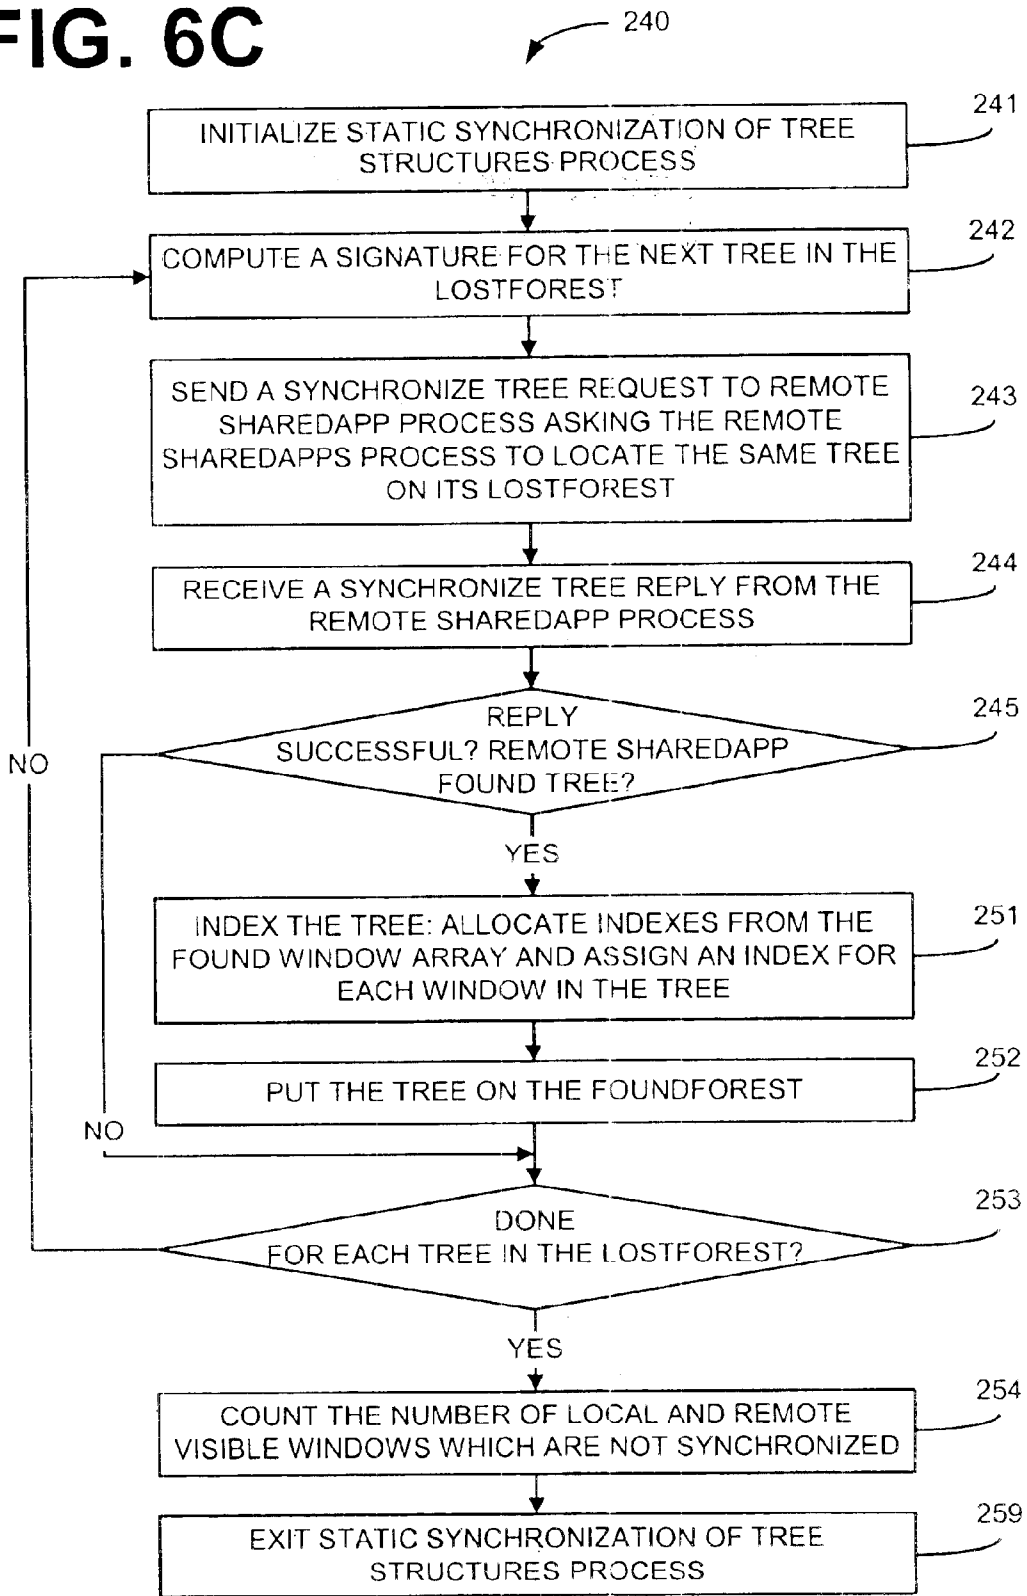 FIG. 6C
240
241
INITIALIZE STATIC SYNCHRONIZATION OF TREE
STRUCTURES PROCESS
242
COMPUTE A SIGNATURE FOR THE NEXT TREE IN THE
LOSTFOREST
243
SEND A SYNCHRONIZE TREE REQUEST TO REMOTE
SHAREDAPP PROCESS ASKING THE REMOTE
SHAREDAPPS PROCESS TO LOCATE THE SAME TREE
ON ITS LOSTFOREST
244
RECEIVE A SYNCHRONIZE TREE REPLY FROM THE
REMOTE SHAREDAPP PROCESS
245
REPLY
SUCCESSFUL? REMOTE SHAREDAPP
FOUND TREE?
NO
YES
251
INDEX THE TREE: ALLOCATE INDEXES FROM THE
FOUND WINDOW ARRAY AND ASSIGN AN INDEX FOR
EACH WINDOW IN THE TREE
252
PUT THE TREE ON THE FOUNDFOREST
NO
253
DONE
FOR EACH TREE IN THE LOSTFOREST?
YES
254
COUNT THE NUMBER OF LOCAL AND REMOTE
VISIBLE WINDOWS WHICH ARE NOT SYNCHRONIZED
259
EXIT STATIC SYNCHRONIZATION OF TREE
STRUCTURES PROCESS